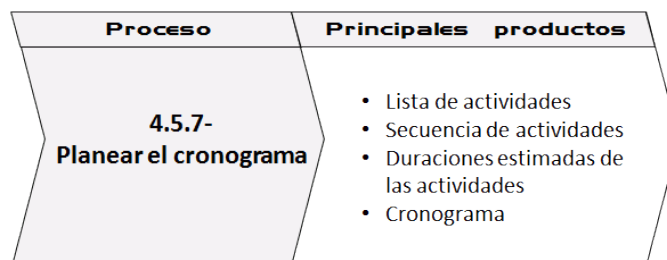 Proceso
Principales productos
4.5.7-
Planear el cronograma
• Lista de actividades
• Secuencia de actividades
• Duraciones estimadas de
las actividades
• Cronograma